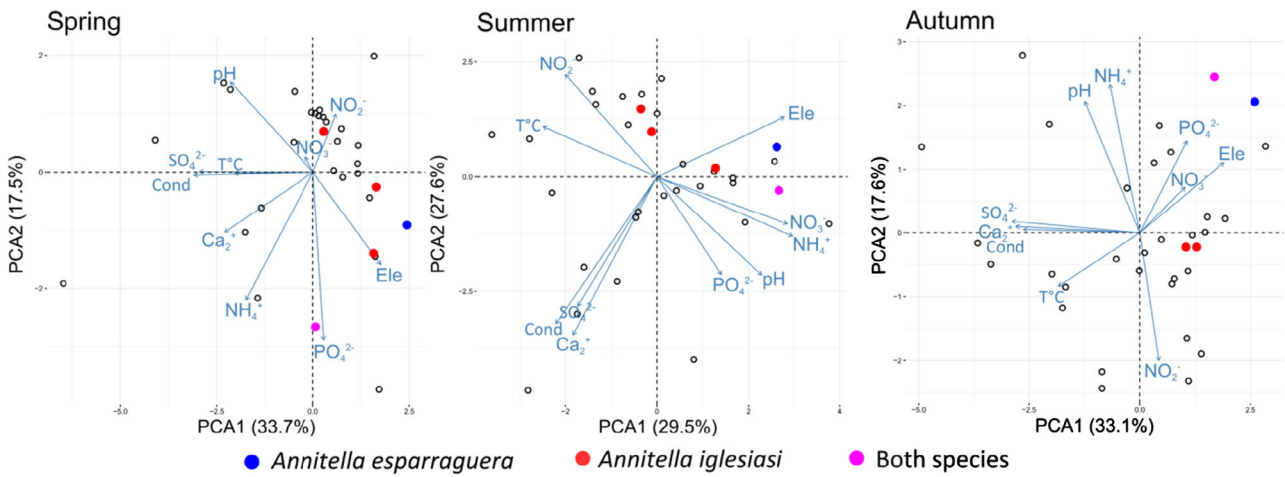 Spring
pH
NO₂⁻
NO₃⁻
SO₄²⁻
T°C
Cond
Ca₂⁺
NH₄⁺
Ele
PO₄²⁻
2
0
−2
−5.0
−2.5
0.0
2.5
PCA1 (33.7%)
PCA2 (17.5%)
Summer
NO₂⁻
T°C
Ele
NO₃⁻
NH₄⁺
pH
PO₄²⁻
SO₄²⁻
Cond
Ca₂⁺
2.5
0.0
−2.5
−2
0
2
4
PCA1 (29.5%)
PCA2 (27.6%)
Autumn
NH₄⁺
pH
PO₄²⁻
Ele
NO₃⁻
SO₄²⁻
Ca₂⁺
Cond
T°C
NO₂⁻
3
2
1
0
−1
−2
−5.0
−2.5
0.0
2.5
PCA1 (33.1%)
PCA2 (17.6%)
Annitella esparraguera
Annitella iglesiasi
Both species